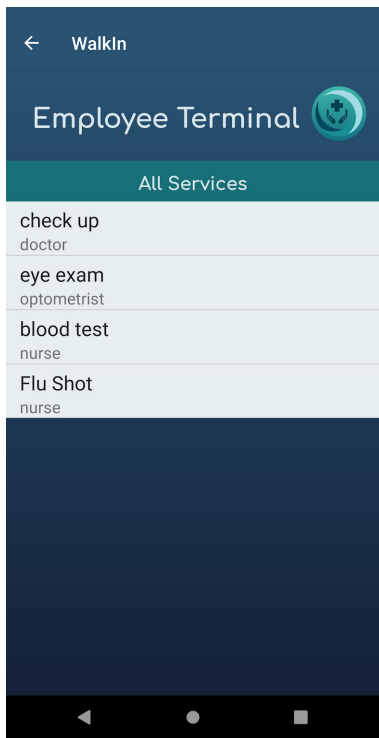 WalkIn
Employee Terminal
All Services
check up
doctor
eye exam
optometrist
blood test
nurse
Flu Shot
nurse